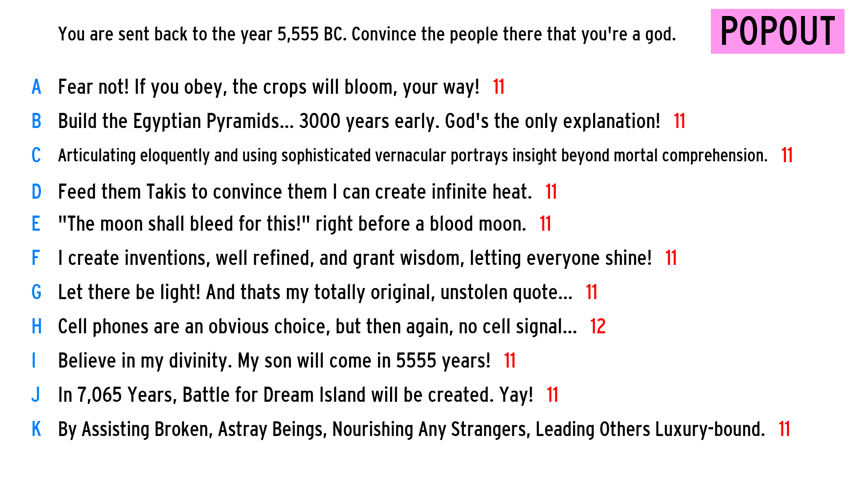 You are sent back to the year 5,555 BC. Convince the people there that you're a god.
POPOUT
A Fear not! If you obey, the crops will bloom, your way! 11
B Build the Egyptian Pyramids... 3000 years early. God's the only explanation! 11
C Articulating eloquently and using sophisticated vernacular portrays insight beyond mortal comprehension. 11
D Feed them Takis to convince them I can create infinite heat. 11
E "The moon shall bleed for this!" right before a blood moon. 11
F I create inventions, well refined, and grant wisdom, letting everyone shine! 11
G Let there be light! And thats my totally original, unstolen quote... 11
H Cell phones are an obvious choice, but then again, no cell signal... 12
I Believe in my divinity. My son will come in 5555 years! 11
J In 7,065 Years, Battle for Dream Island will be created. Yay! 11
K By Assisting Broken, Astray Beings, Nourishing Any Strangers, Leading Others Luxury-bound. 11